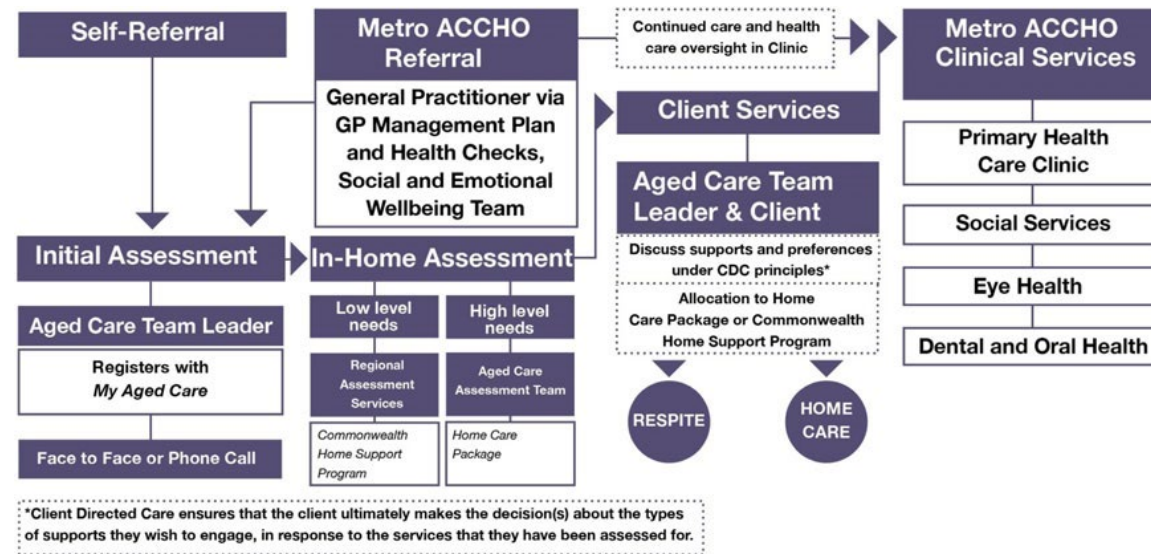 Self-Referral
Metro ACCHO
Referral
General Practitioner via
GP Management Plan
and Health Checks,
Social and Emotional
Wellbeing Team
Continued care and health
care oversight in Clinic
Metro ACCHO
Clinical Services
Primary Health
Care Clinic
Social Services
Eye Health
Dental and Oral Health
Client Services
Aged Care Team
Leader & Client
Discuss supports and preferences
under CDC principles*
Allocation to Home
Care Package or Commonwealth
Home Support Program
RESPITE
HOME
CARE
Initial Assessment
Aged Care Team Leader
Registers with
My Aged Care
Face to Face or Phone Call
In-Home Assessment
Low level
needs
Regional
Assessment
Services
Commonwealth
Home Support
Program
High level
needs
Aged Care
Assessment Team
Home Care
Package
*Client Directed Care ensures that the client ultimately makes the decision(s) about the types
of supports they wish to engage, in response to the services that they have been assessed for.